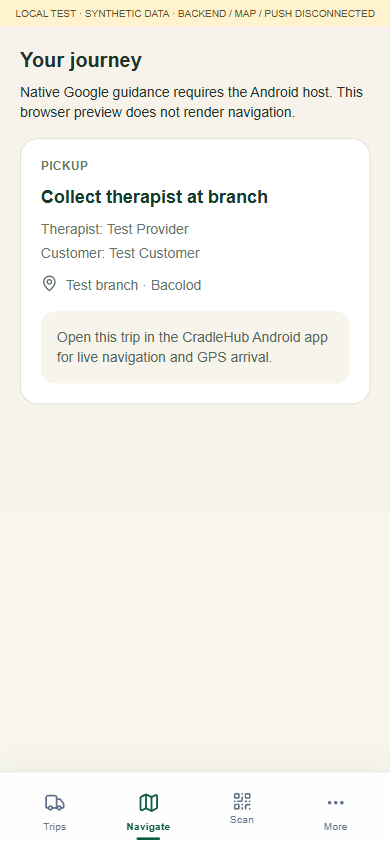 LOCAL TEST · SYNTHETIC DATA · BACKEND / MAP / PUSH DISCONNECTED
Your journey
Native Google guidance requires the Android host. This
browser preview does not render navigation.
PICKUP
Collect therapist at branch
Therapist: Test Provider
Customer: Test Customer
Test branch · Bacolod
Open this trip in the CradleHub Android app
for live navigation and GPS arrival.
Trips
Navigate
Scan
More